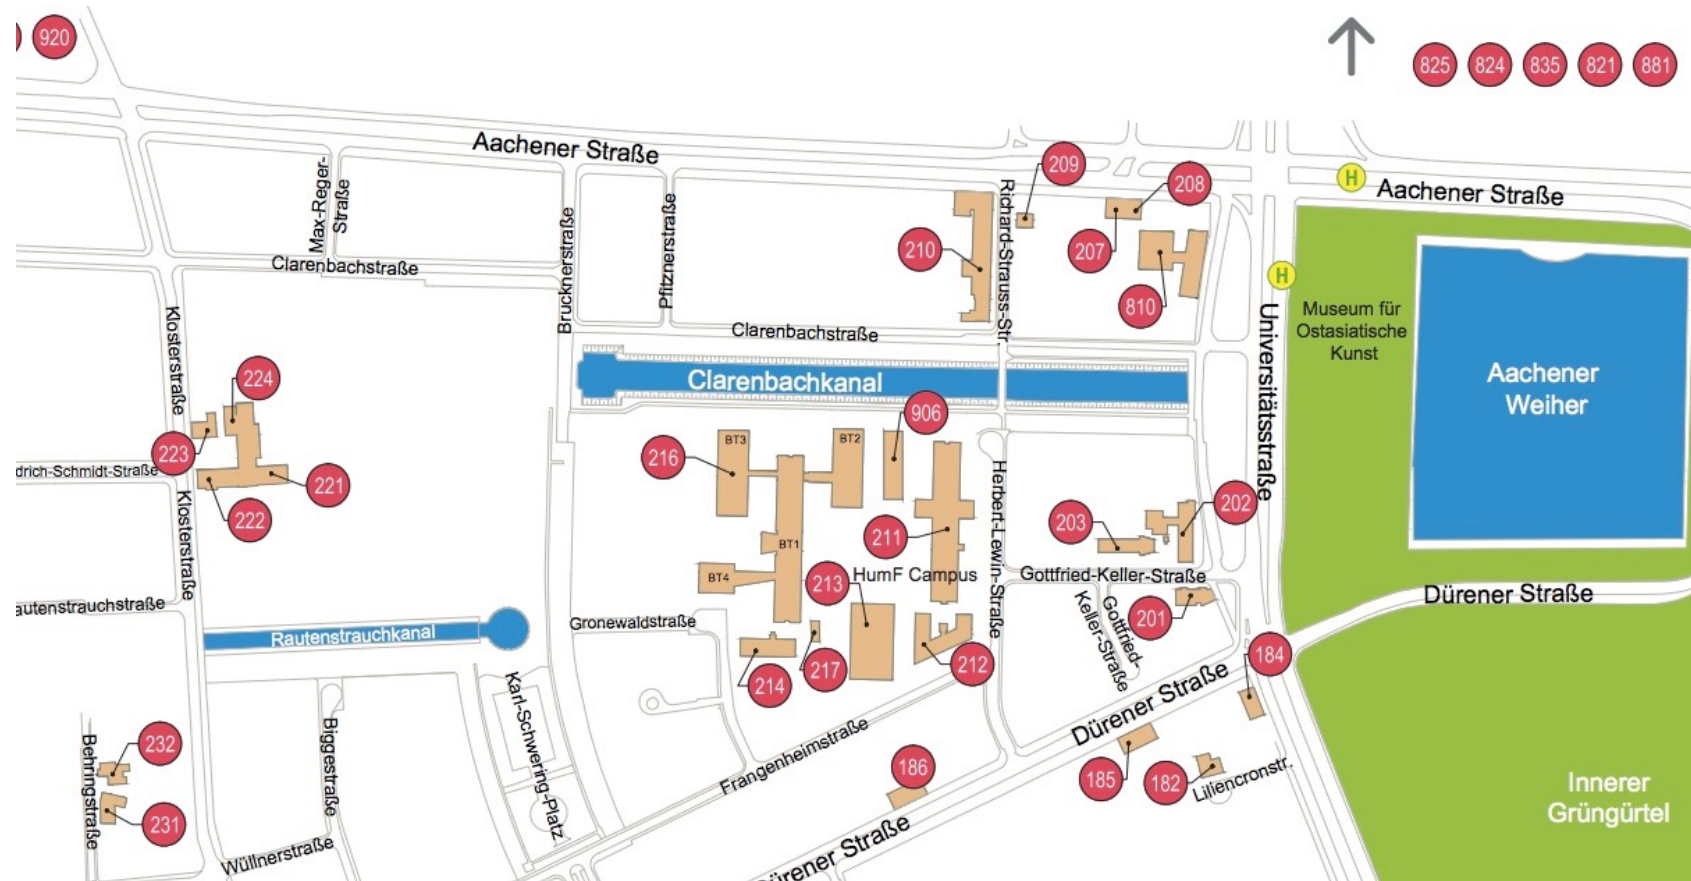 920
825 824 835 821 881
Aachener Straße
209
208
H
Aachener Straße
Max-Reger-
Straße
Brucknerstraße
Pfitznerstraße
Richard-Strauss-Str.
210
207
Clarenbachstraße
H
810
Museum für
Ostasiatische
Kunst
Universitätsstraße
Klosterstraße
Clarenbachstraße
Clarenbachkanal
Aachener
Weiher
224
906
223
216
BT3
BT2
drich-Schmidt-Straße
221
222
Klosterstraße
Herbert-Lewin-Straße
202
203
211
BT1
BT4
213
HumF Campus
Gottfried-Keller-Straße
Gottfried-
Keller-Straße
201
Dürener Straße
autenstrauchstraße
Rautenstrauchkanal
Gronewaldstraße
214
217
212
184
Karl-Schwering-Platz
Dürener Straße
232
Behringstraße
Biggestraße
Frangenheimstraße
186
185
182
Liliencronstr.
231
Wüllnerstraße
Dürener Straße
Innerer
Grüngürtel